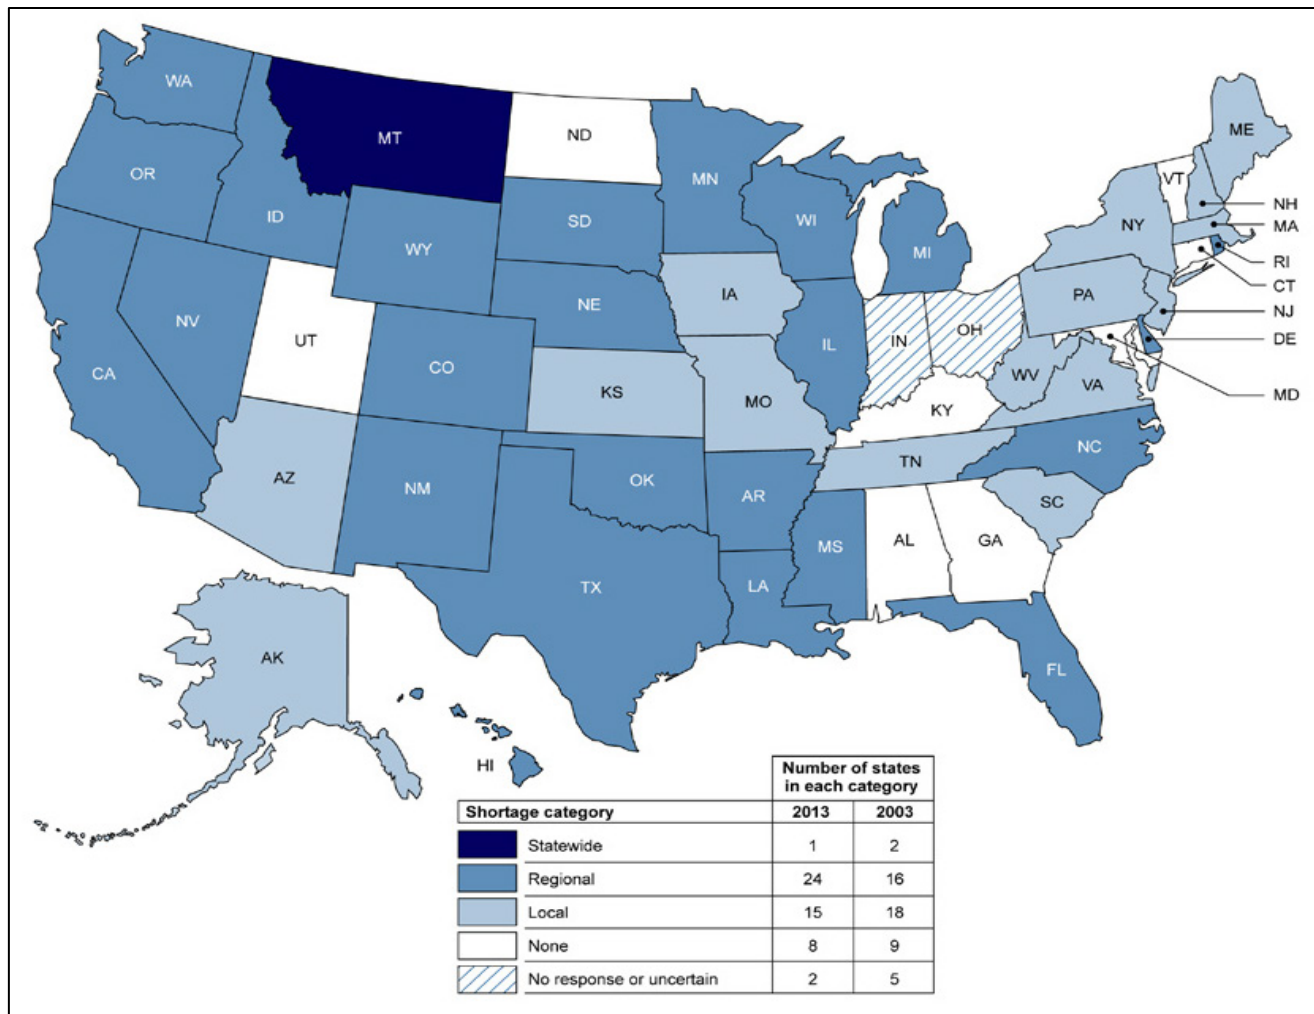 WA
MT
ND
MN
ME
OR
ID
SD
WI
VT
NH
WY
MI
NY
MA
RI
CT
NE
IA
PA
NJ
NV
UT
IL
IN
OH
DE
CA
CO
KS
MO
WV
VA
MD
KY
AZ
NM
OK
AR
TN
NC
SC
TX
LA
MS
AL
GA
AK
HI
FL
Number of states
in each category
Shortage category 2013 2003
Statewide 1 2
Regional 24 16
Local 15 18
None 8 9
No response or uncertain 2 5